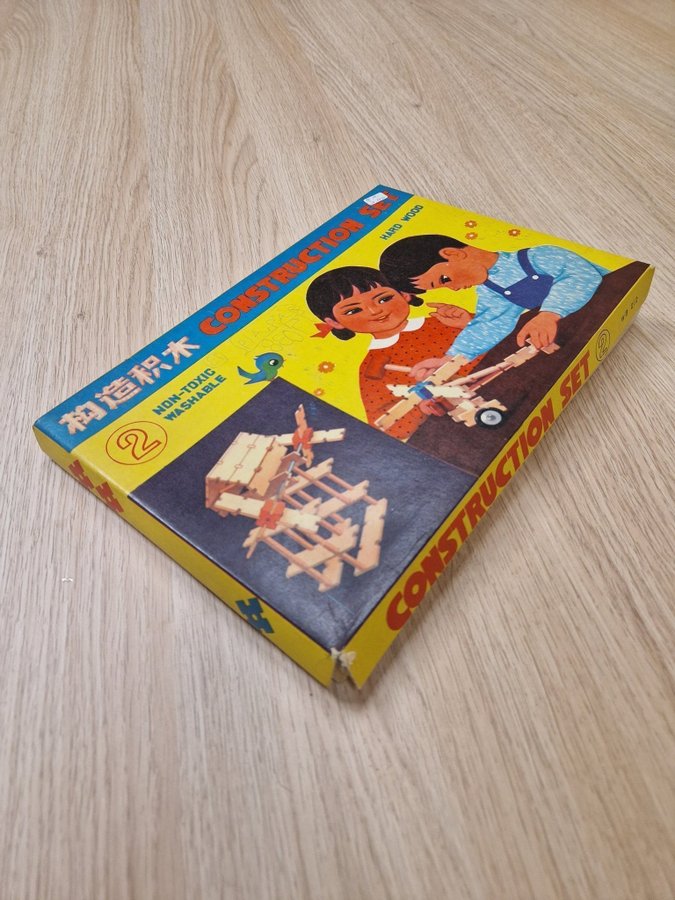 构造积木 CONSTRUCTION SET
HARD WOOD
2
NON-TOXIC
WASHABLE
CONSTRUCTION SET 2